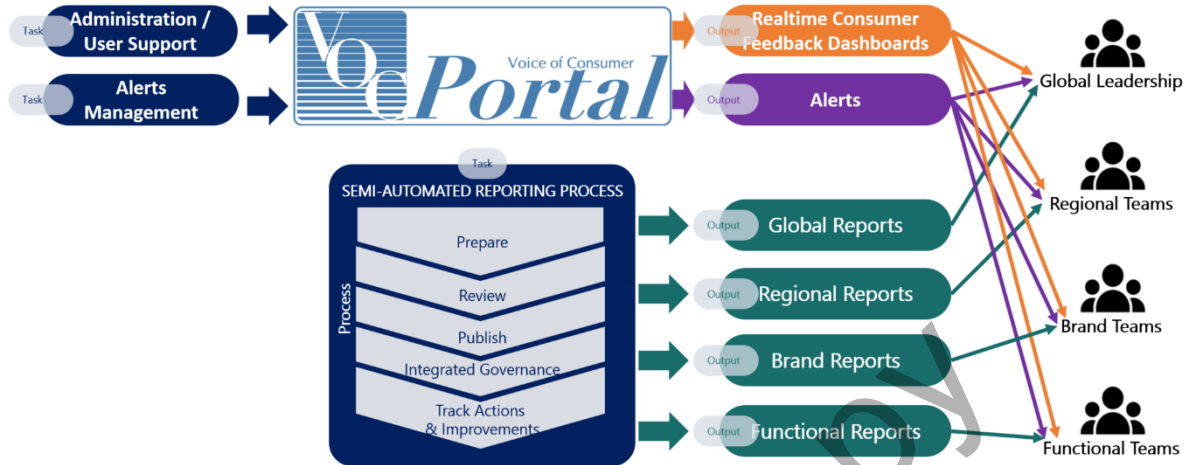 Task
Administration /
User Support
Task
Alerts
Management
VOC
Voice of Consumer
Portal
Output
Realtime Consumer
Feedback Dashboards
Output
Alerts
Global Leadership
Regional Teams
Brand Teams
Functional Teams
Task
SEMI-AUTOMATED REPORTING PROCESS
Process
Prepare
Review
Publish
Integrated Governance
Track Actions
& Improvements
Output
Global Reports
Output
Regional Reports
Output
Brand Reports
Output
Functional Reports
py